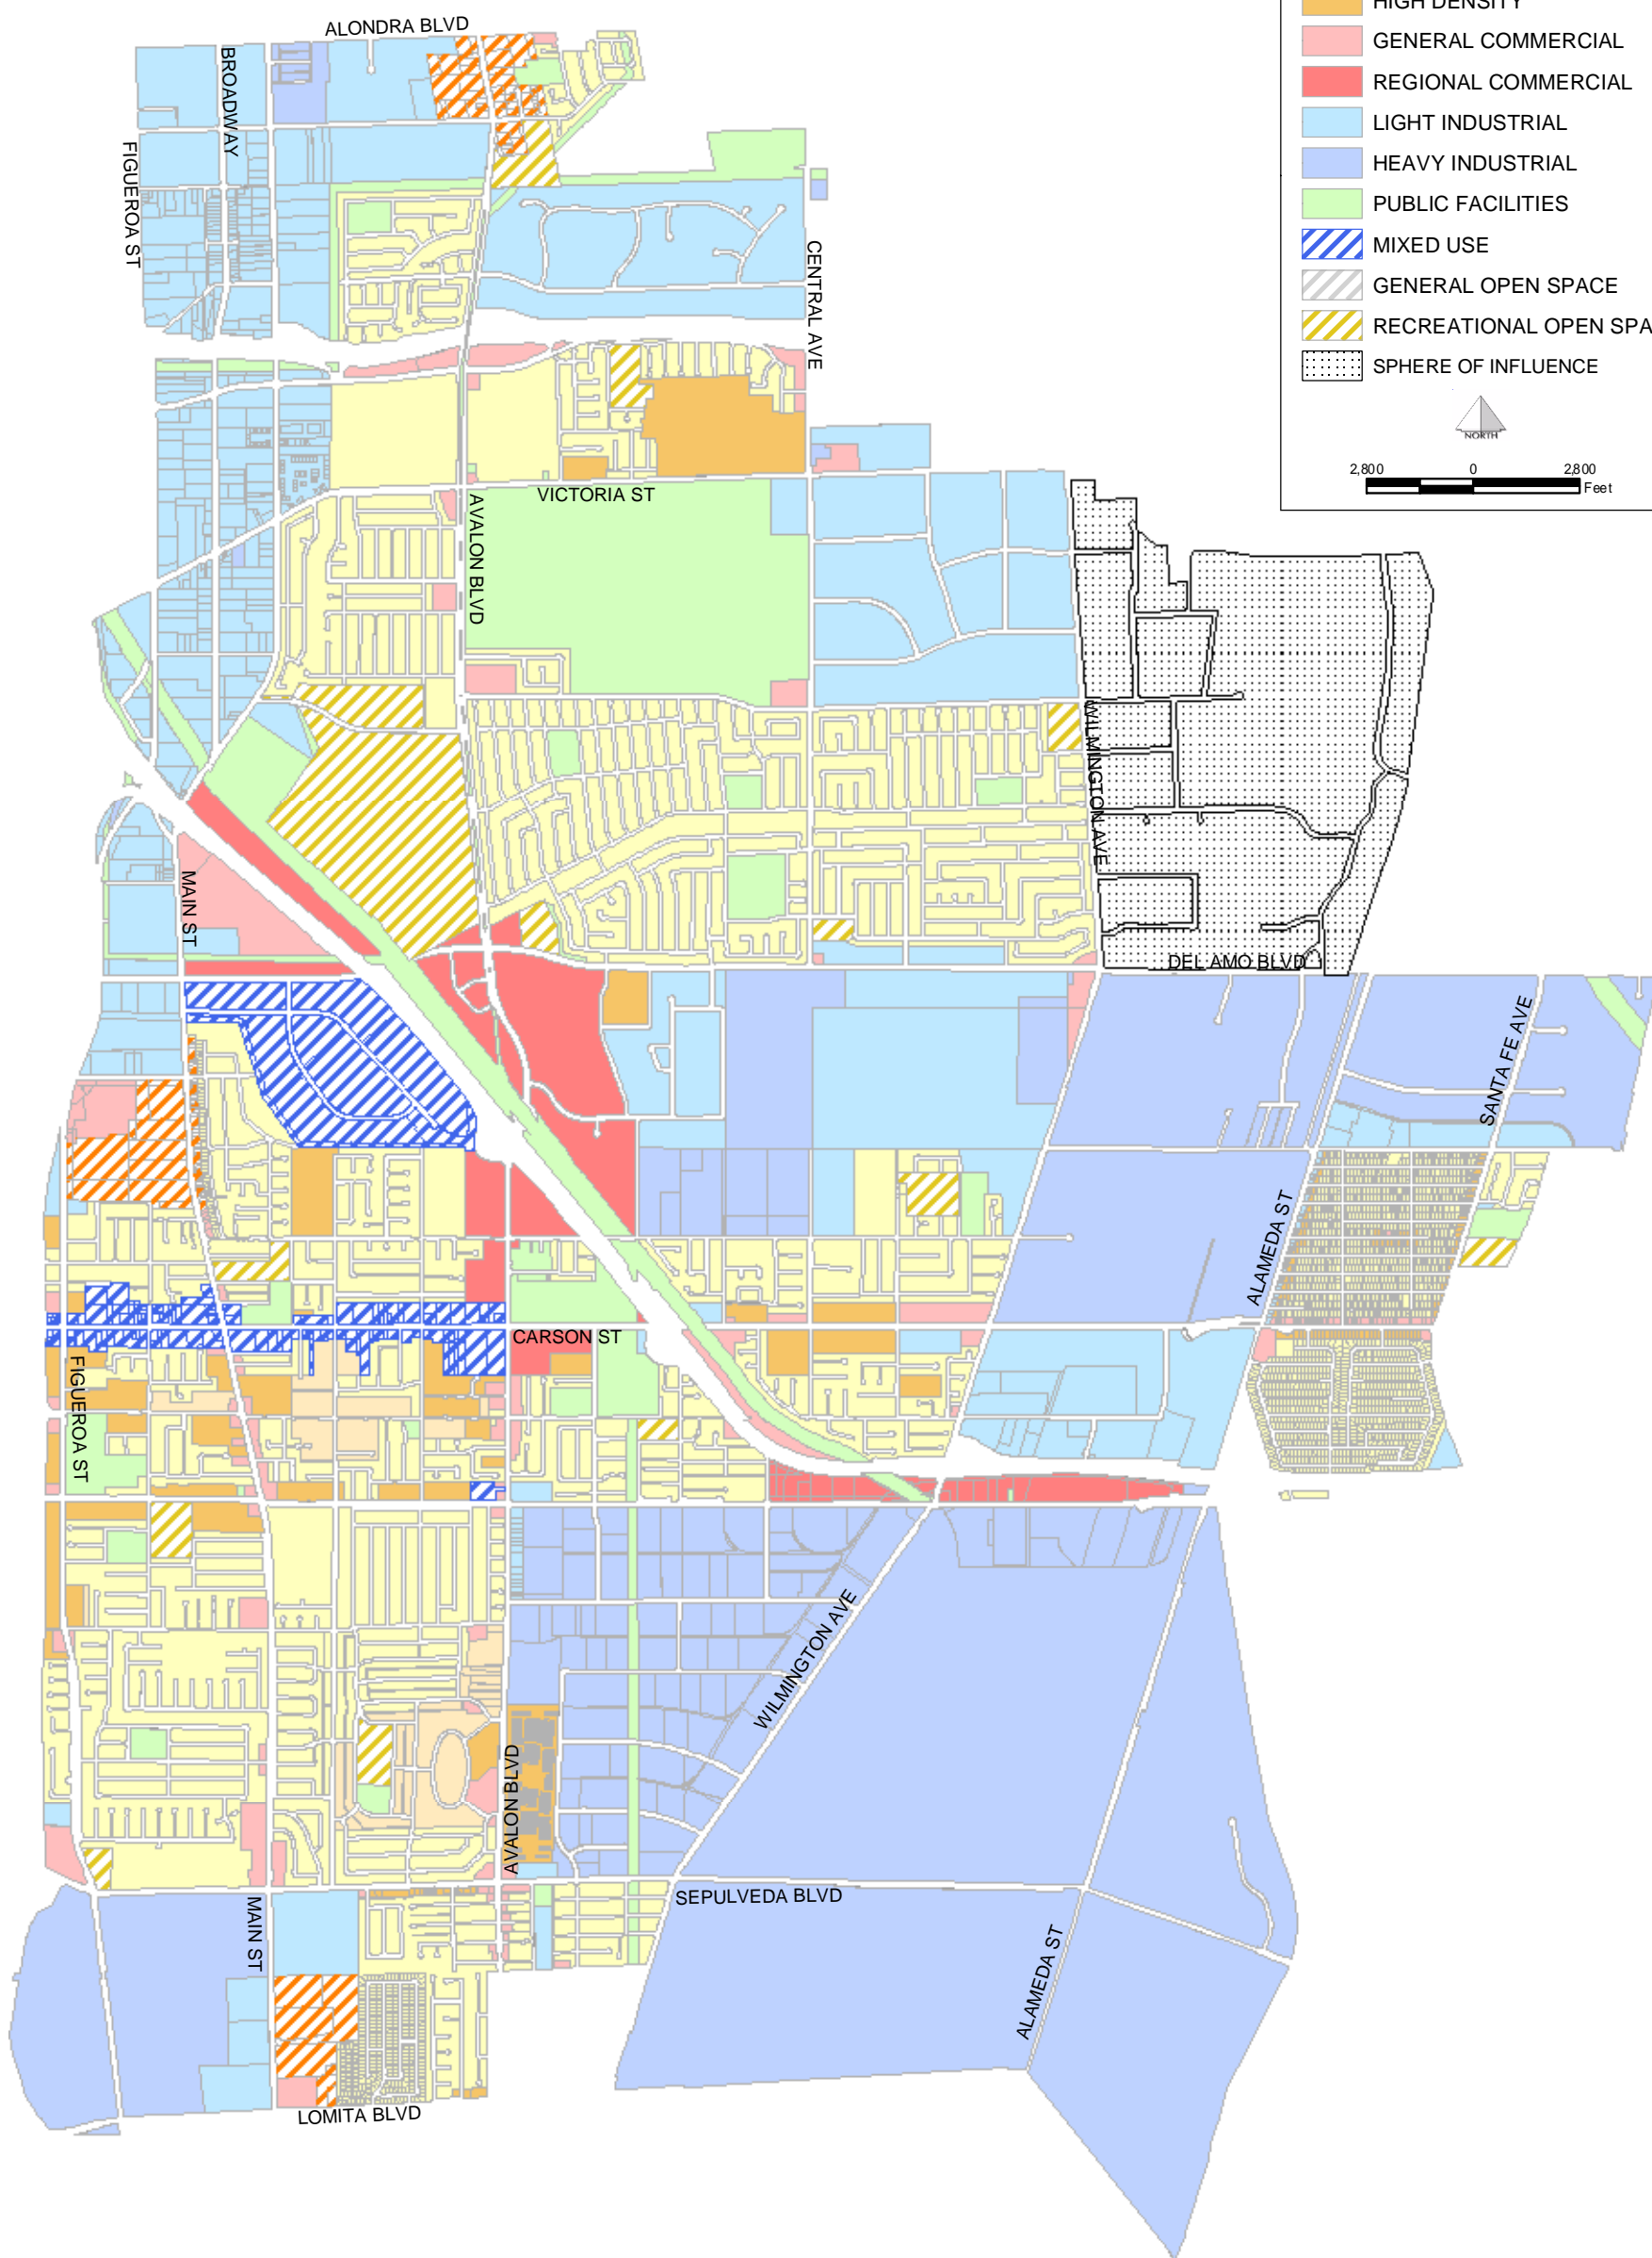 HIGH DENSITY
GENERAL COMMERCIAL
REGIONAL COMMERCIAL
LIGHT INDUSTRIAL
HEAVY INDUSTRIAL
PUBLIC FACILITIES
MIXED USE
GENERAL OPEN SPACE
RECREATIONAL OPEN SPA
SPHERE OF INFLUENCE
NORTH
2,800 0 2,800
Feet
ALONDRA BLVD
BROADWAY
FIGUEROA ST
CENTRAL AVE
VICTORIA ST
AVALON BLVD
WILMINGTON AVE
MAIN ST
DEL AMO BLVD
SANTA FE AVE
ALAMEDA ST
CARSON ST
FIGUEROA ST
WILMINGTON AVE
AVALON BLVD
SEPULVEDA BLVD
MAIN ST
ALAMEDA ST
LOMITA BLVD